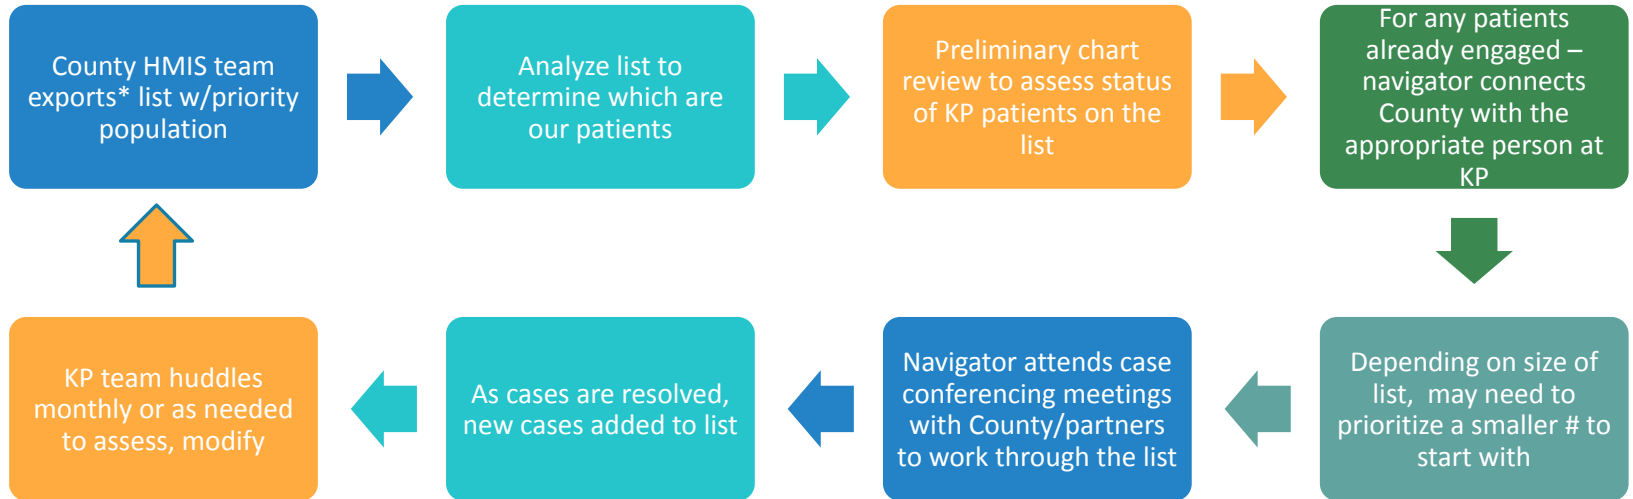 County HMIS team
exports* list w/priority
population
Analyze list to
determine which are
our patients
Preliminary chart
review to assess status
of KP patients on the
list
For any patients
already engaged –
navigator connects
County with the
appropriate person at
KP
Depending on size of
list,  may need to
prioritize a smaller # to
start with
Navigator attends case
conferencing meetings
with County/partners
to work through the list
As cases are resolved,
new cases added to list
KP team huddles
monthly or as needed
to assess, modify